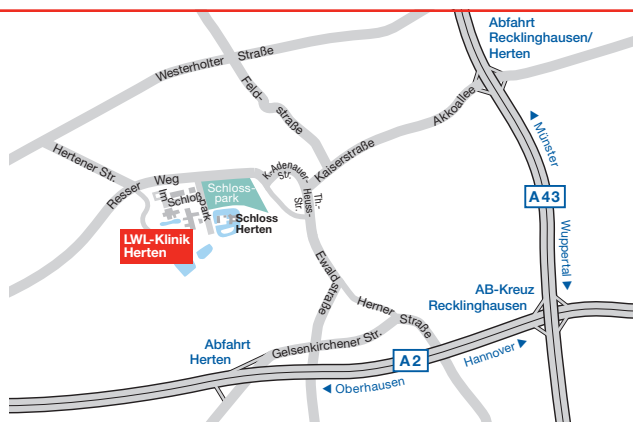 Abfahrt
Recklinghausen/
Herten
Westerholter Straße
Feld-
straße
Akkoallee
Münster
Hertener Str.
Kaiserstraße
K-Adenauer-
Str.
Resser Weg
Im
Schloß
park
Schloss-
park
Th.-
Heuss-
Str.
A43
Schloss
Herten
LWL-Klinik
Herten
Wuppertal
Ewaldstraße
AB-Kreuz
Recklinghausen
Herner Straße
Abfahrt
Herten
Gelsenkirchener Str.
A2
Hannover
Oberhausen